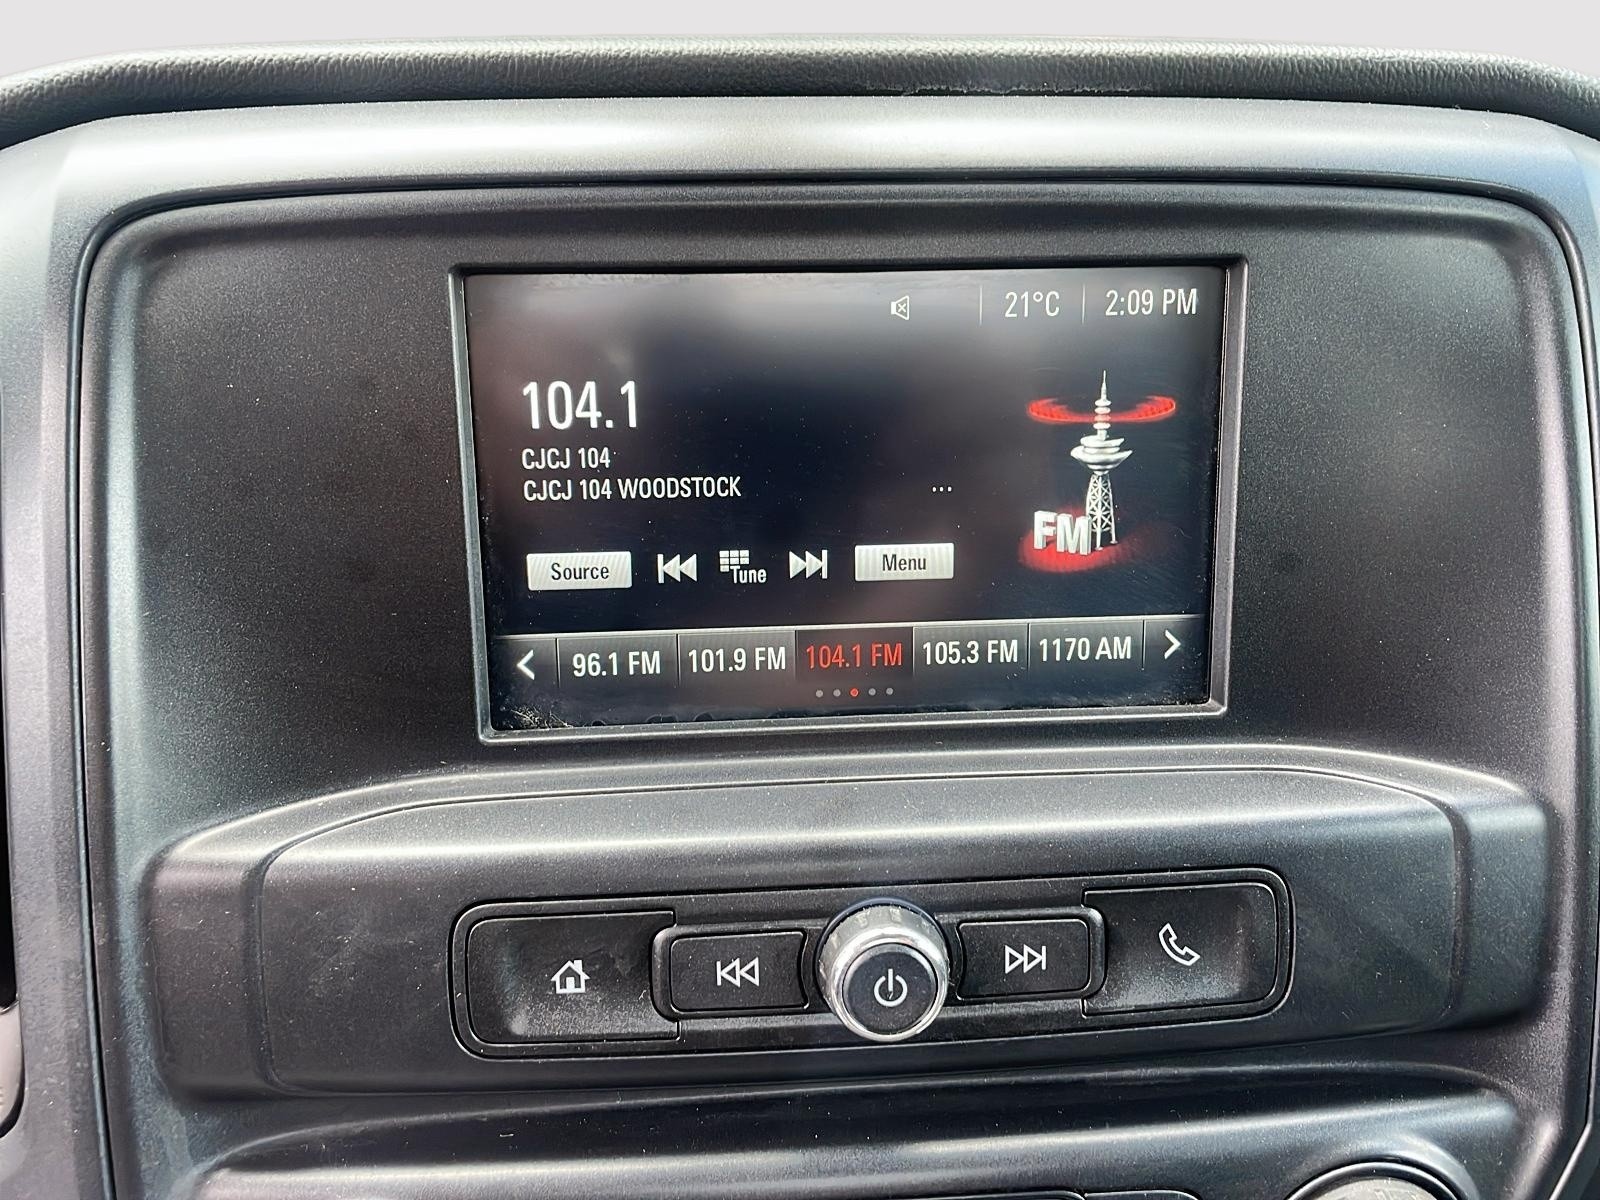 21°C 2:09 PM
104.1
CJCJ 104
CJCJ 104 WOODSTOCK
...
FM
Source Tune Menu
< 96.1 FM 101.9 FM 104.1 FM 105.3 FM 1170 AM >